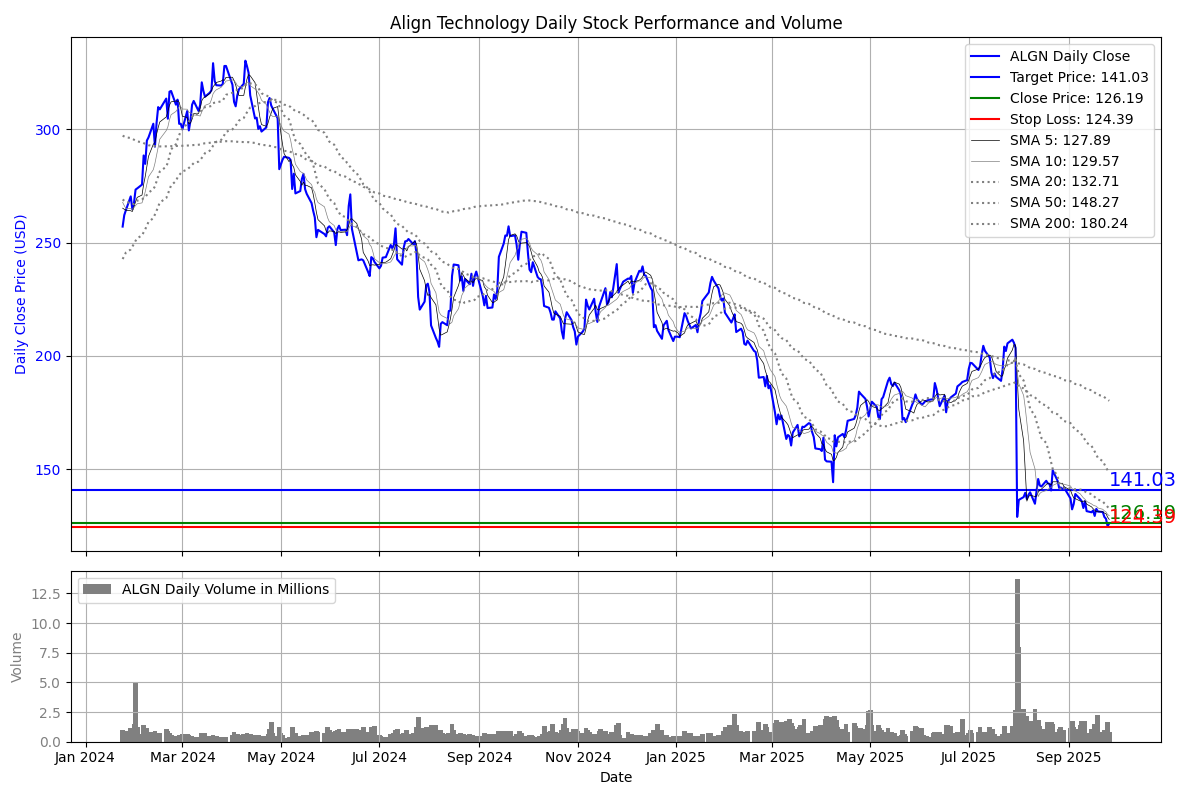 Align Technology Daily Stock Performance and Volume
ALGN Daily Close
Target Price: 141.03
Close Price: 126.19
Stop Loss: 124.39
SMA 5: 127.89
SMA 10: 129.57
SMA 20: 132.71
SMA 50: 148.27
SMA 200: 180.24
Daily Close Price (USD)
300
250
200
150
141.03
126.19
124.39
ALGN Daily Volume in Millions
Volume
12.5
10.0
7.5
5.0
2.5
0.0
Jan 2024 Mar 2024 May 2024 Jul 2024 Sep 2024 Nov 2024 Jan 2025 Mar 2025 May 2025 Jul 2025 Sep 2025
Date